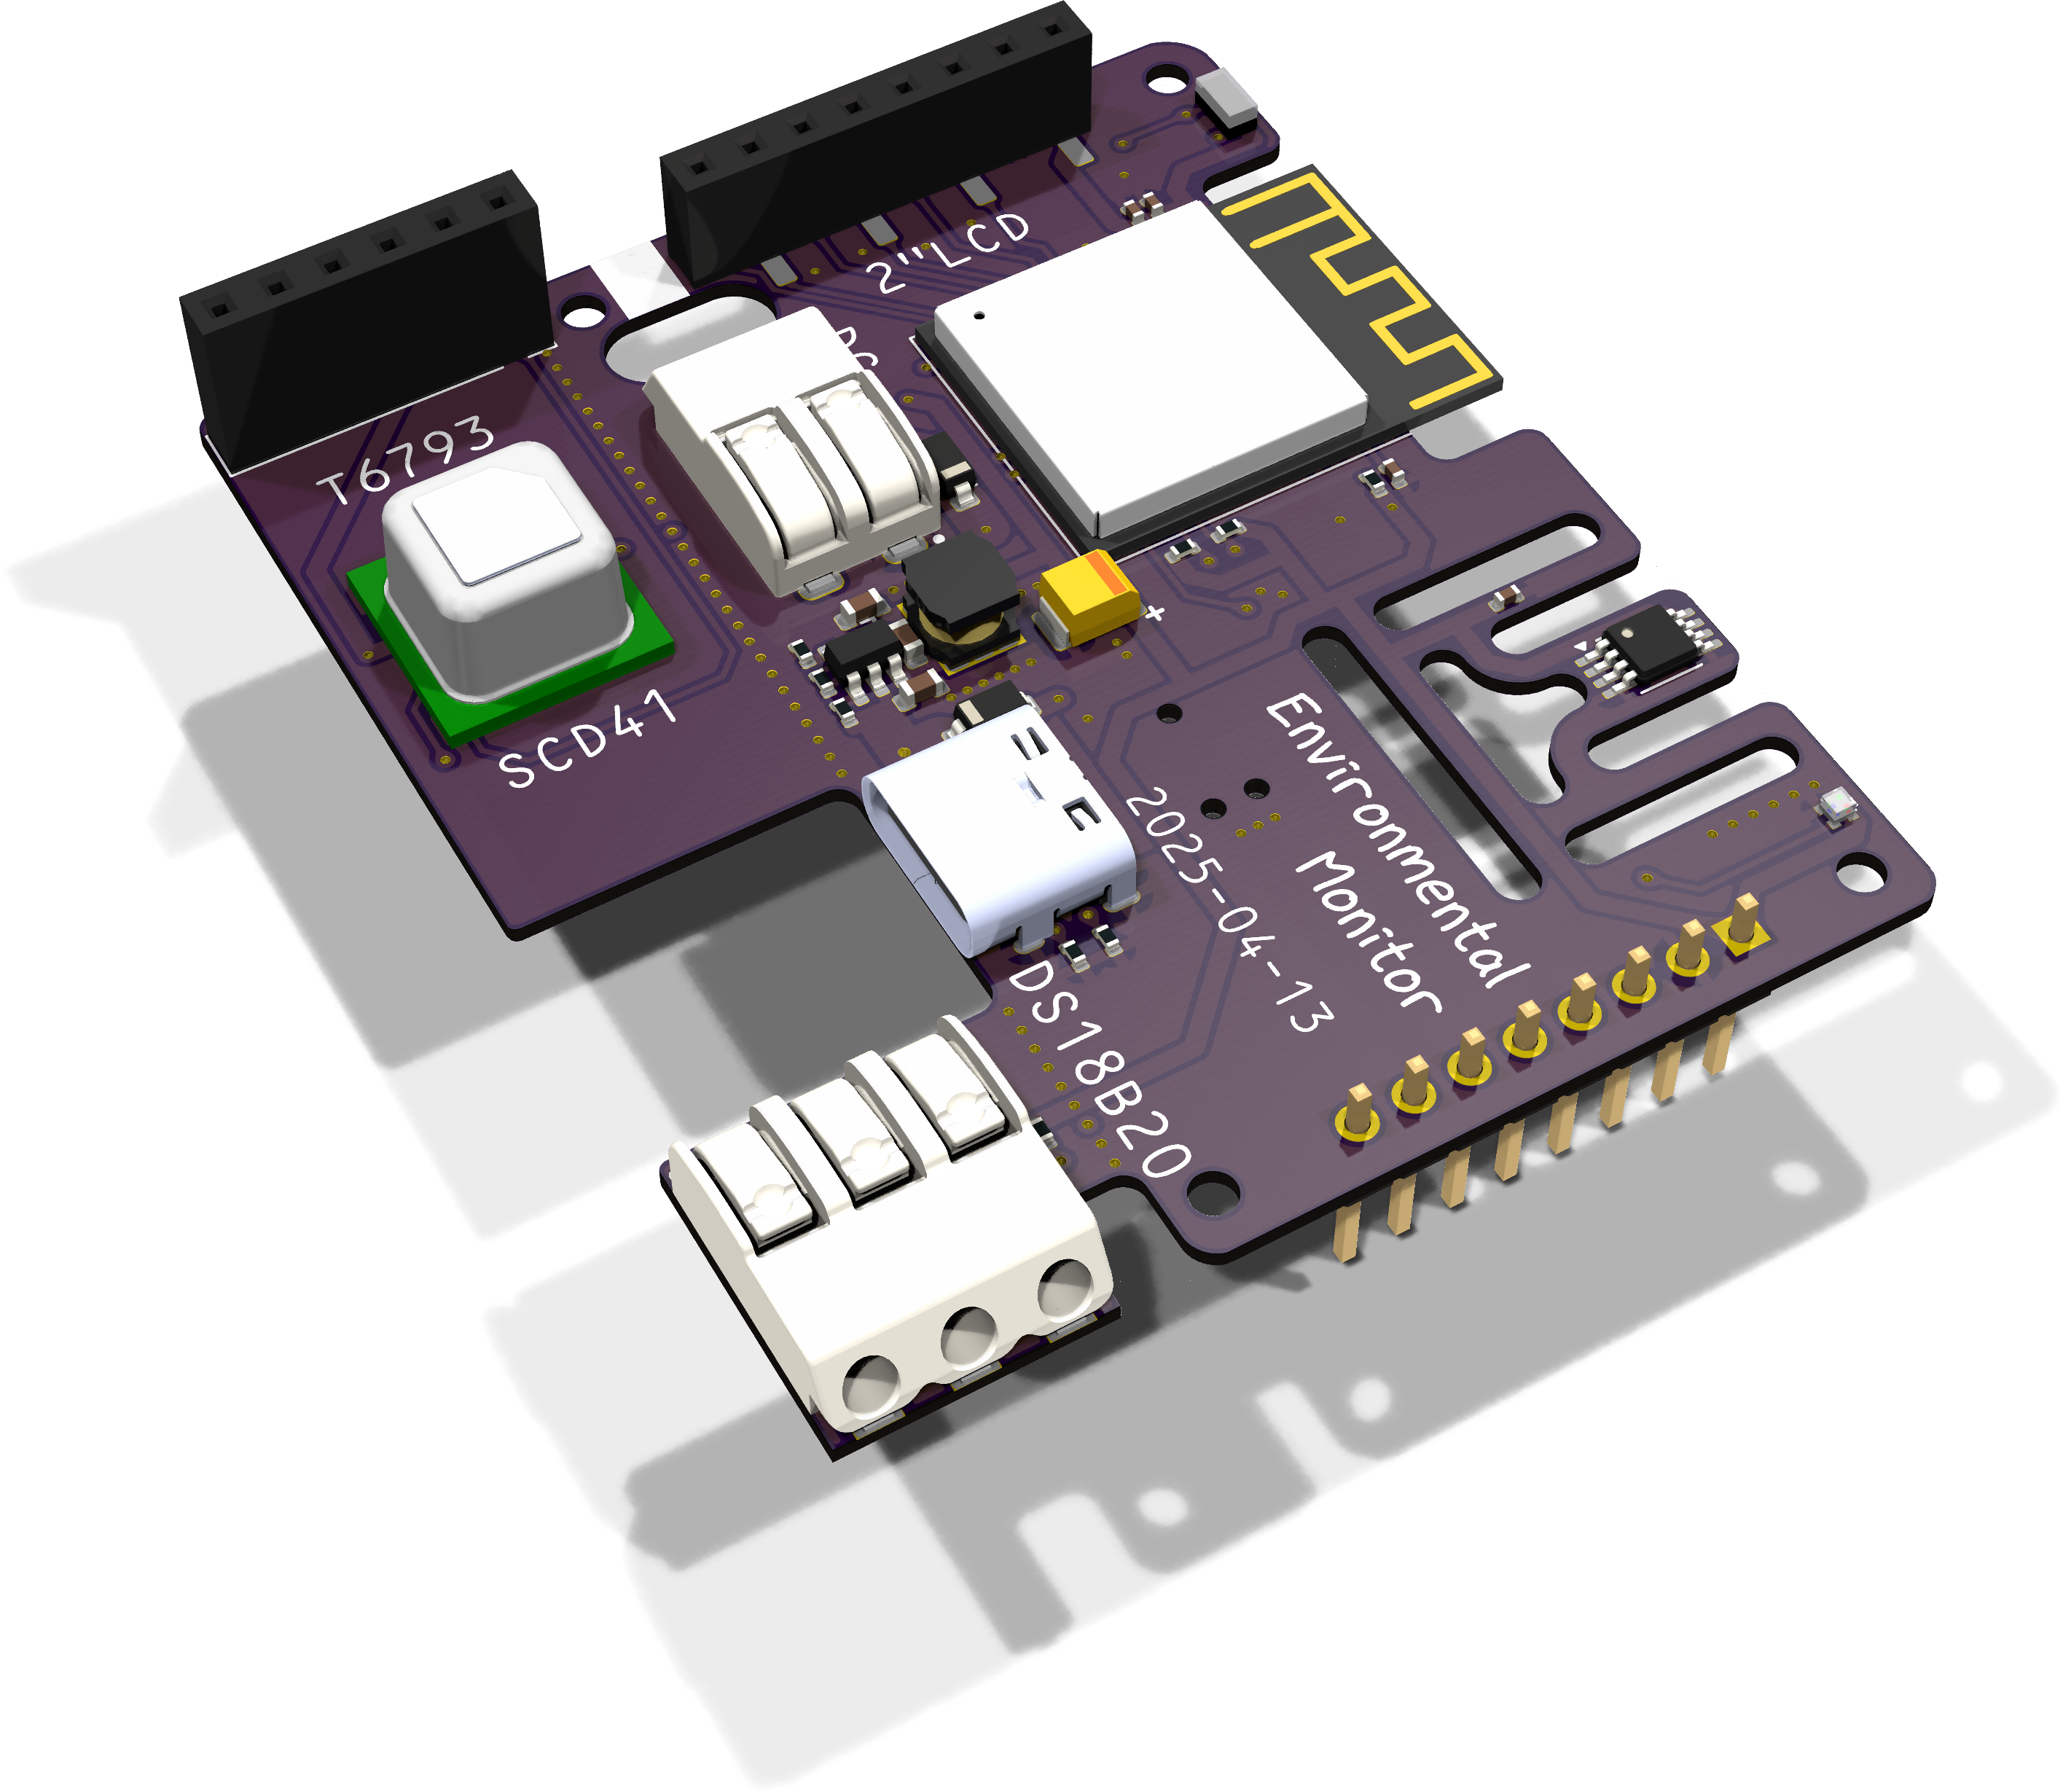 2"LCD
T6793
SCD41
Environmental
Monitor
2025-04-13
DS18B20
+